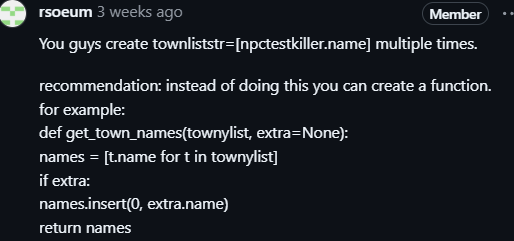 rsoeum 3 weeks ago Member
You guys create townliststr=[npctestkiller.name] multiple times.
recommendation: instead of doing this you can create a function.
for example:
def get_town_names(townylist, extra=None):
names = [t.name for t in townylist]
if extra:
names.insert(0, extra.name)
return names